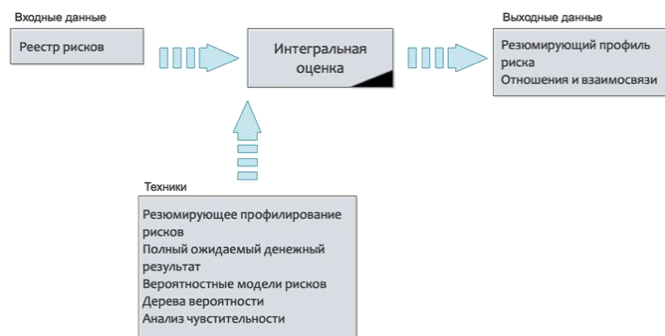 Входные данные
Реестр рисков
Интегральная
оценка
Выходные данные
Резюмирующий профиль
риска
Отношения и взаимосвязи
Техники
Резюмирующее профилирование
рисков
Полный ожидаемый денежный
результат
Вероятностные модели рисков
Дерева вероятности
Анализ чувстительности